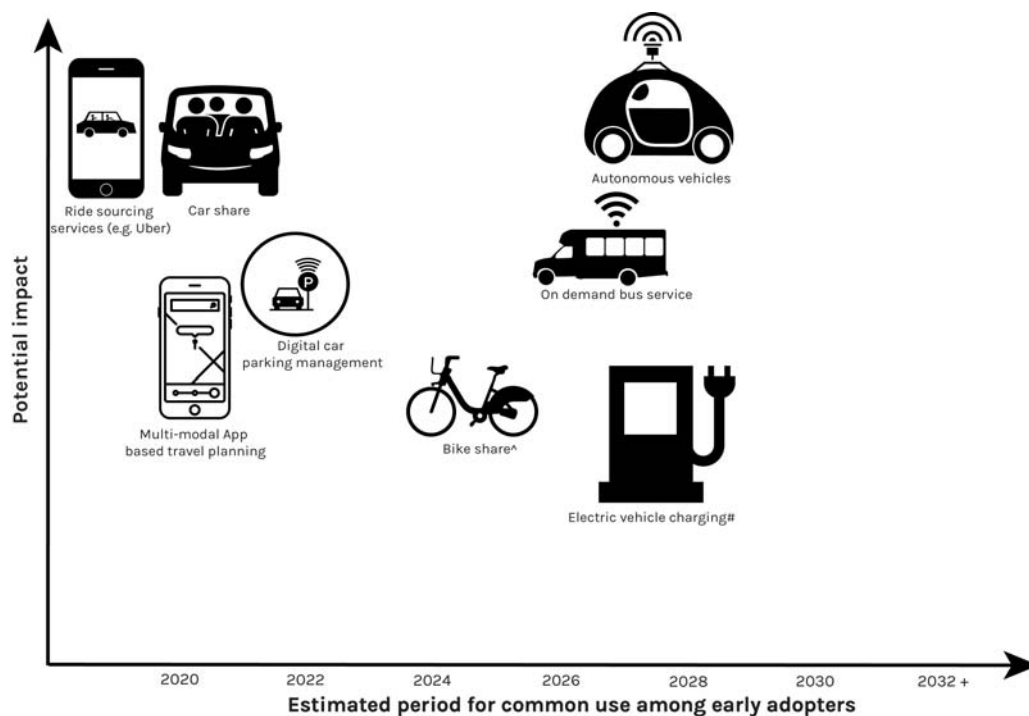 Potential impact
Ride sourcing
services (e.g. Uber)
Car share
Autonomous vehicles
P
Digital car
parking management
On demand bus service
Multi-modal App
based travel planning
Bike share^
Electric vehicle charging#
2020
2022
2024
2026
2028
2030
2032 +
Estimated period for common use among early adopters